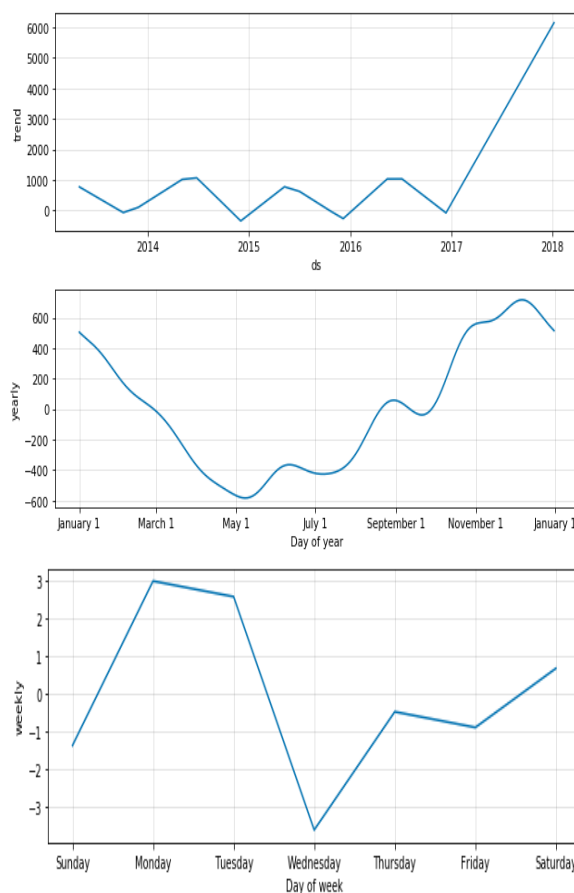 6000
5000
4000
3000
2000
1000
0
trend
2014 2015 2016 2017 2018
ds
600
400
200
0
−200
−400
−600
yearly
January 1 March 1 May 1 July 1 September 1 November 1 January 1
Day of year
3
2
1
0
−1
−2
−3
weekly
Sunday Monday Tuesday Wednesday Thursday Friday Saturday
Day of week